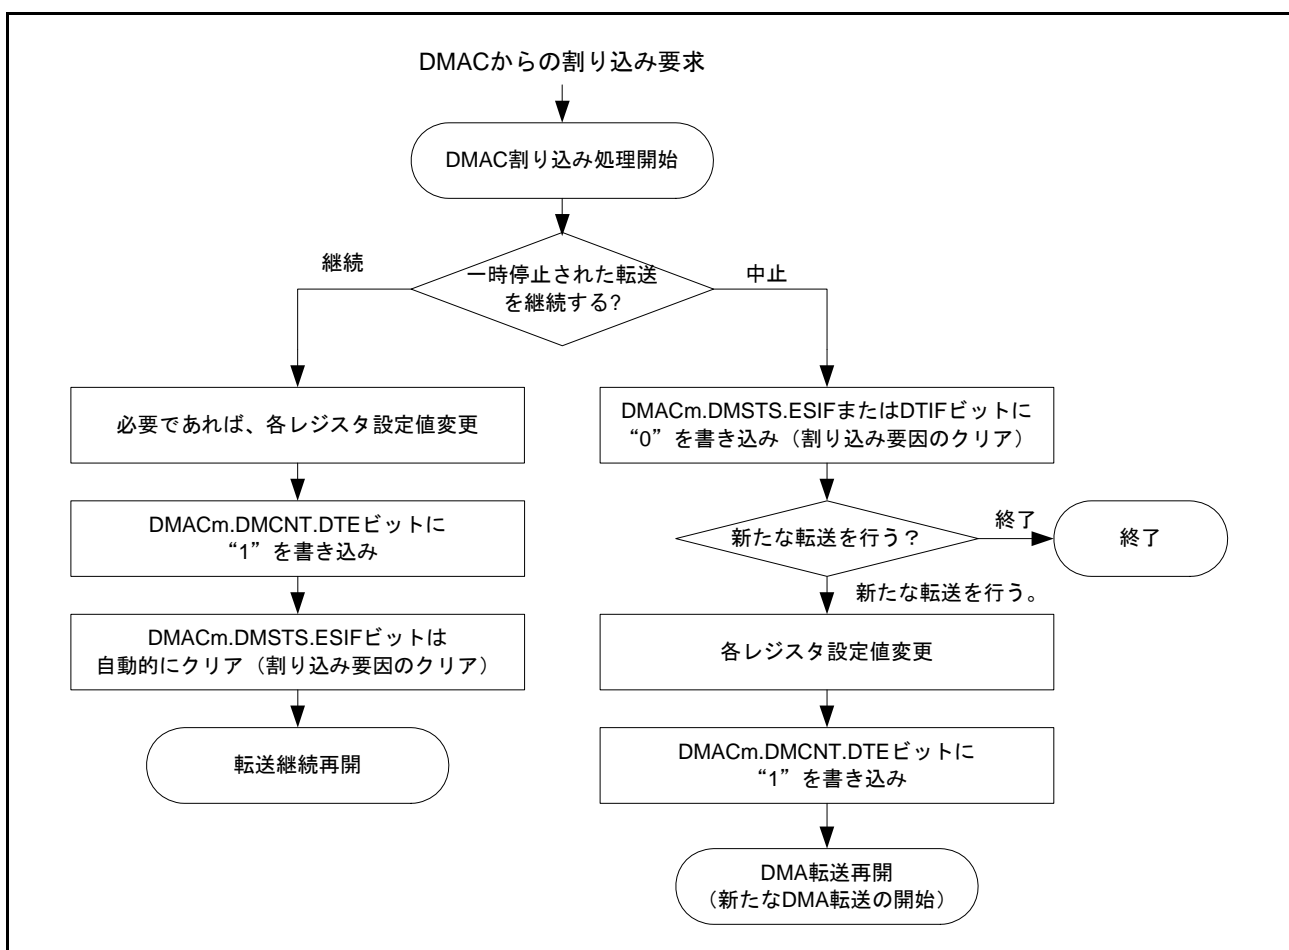 DMACからの割り込み要求
DMAC割り込み処理開始
一時停止された転送
を継続する?
継続
中止
必要であれば、各レジスタ設定値変更
DMACm.DMCNT.DTEビットに
“1”を書き込み
DMACm.DMSTS.ESIFビットは
自動的にクリア（割り込み要因のクリア）
転送継続再開
DMACm.DMSTS.ESIFまたはDTIFビットに
“0”を書き込み（割り込み要因のクリア）
新たな転送を行う？
終了
終了
新たな転送を行う。
各レジスタ設定値変更
DMACm.DMCNT.DTEビットに
“1”を書き込み
DMA転送再開
（新たなDMA転送の開始）